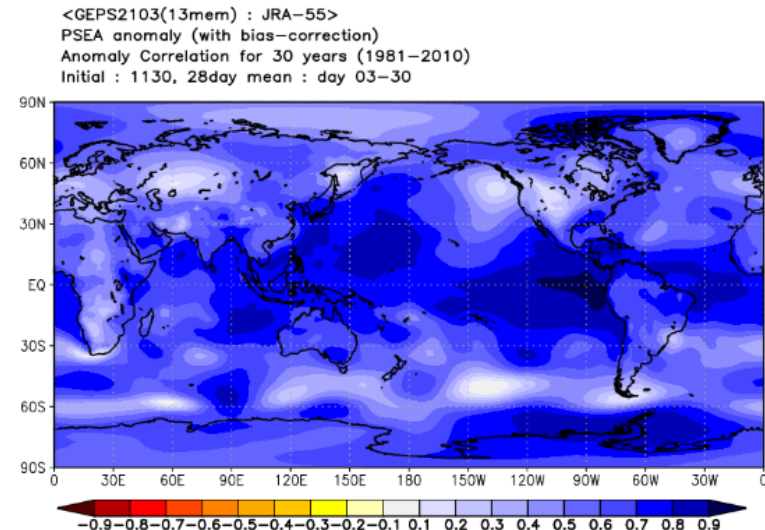 <GEPS2103(13mem) : JRA-55>
PSEA anomaly (with bias-correction)
Anomaly Correlation for 30 years (1981-2010)
Initial : 1130, 28day mean : day 03-30
90N
60N
30N
EQ
30S
60S
90S
0 30E 60E 90E 120E 150E 180 150W 120W 90W 60W 30W 0
-0.9 -0.8 -0.7 -0.6 -0.5 -0.4 -0.3 -0.2 -0.1 0.1 0.2 0.3 0.4 0.5 0.6 0.7 0.8 0.9